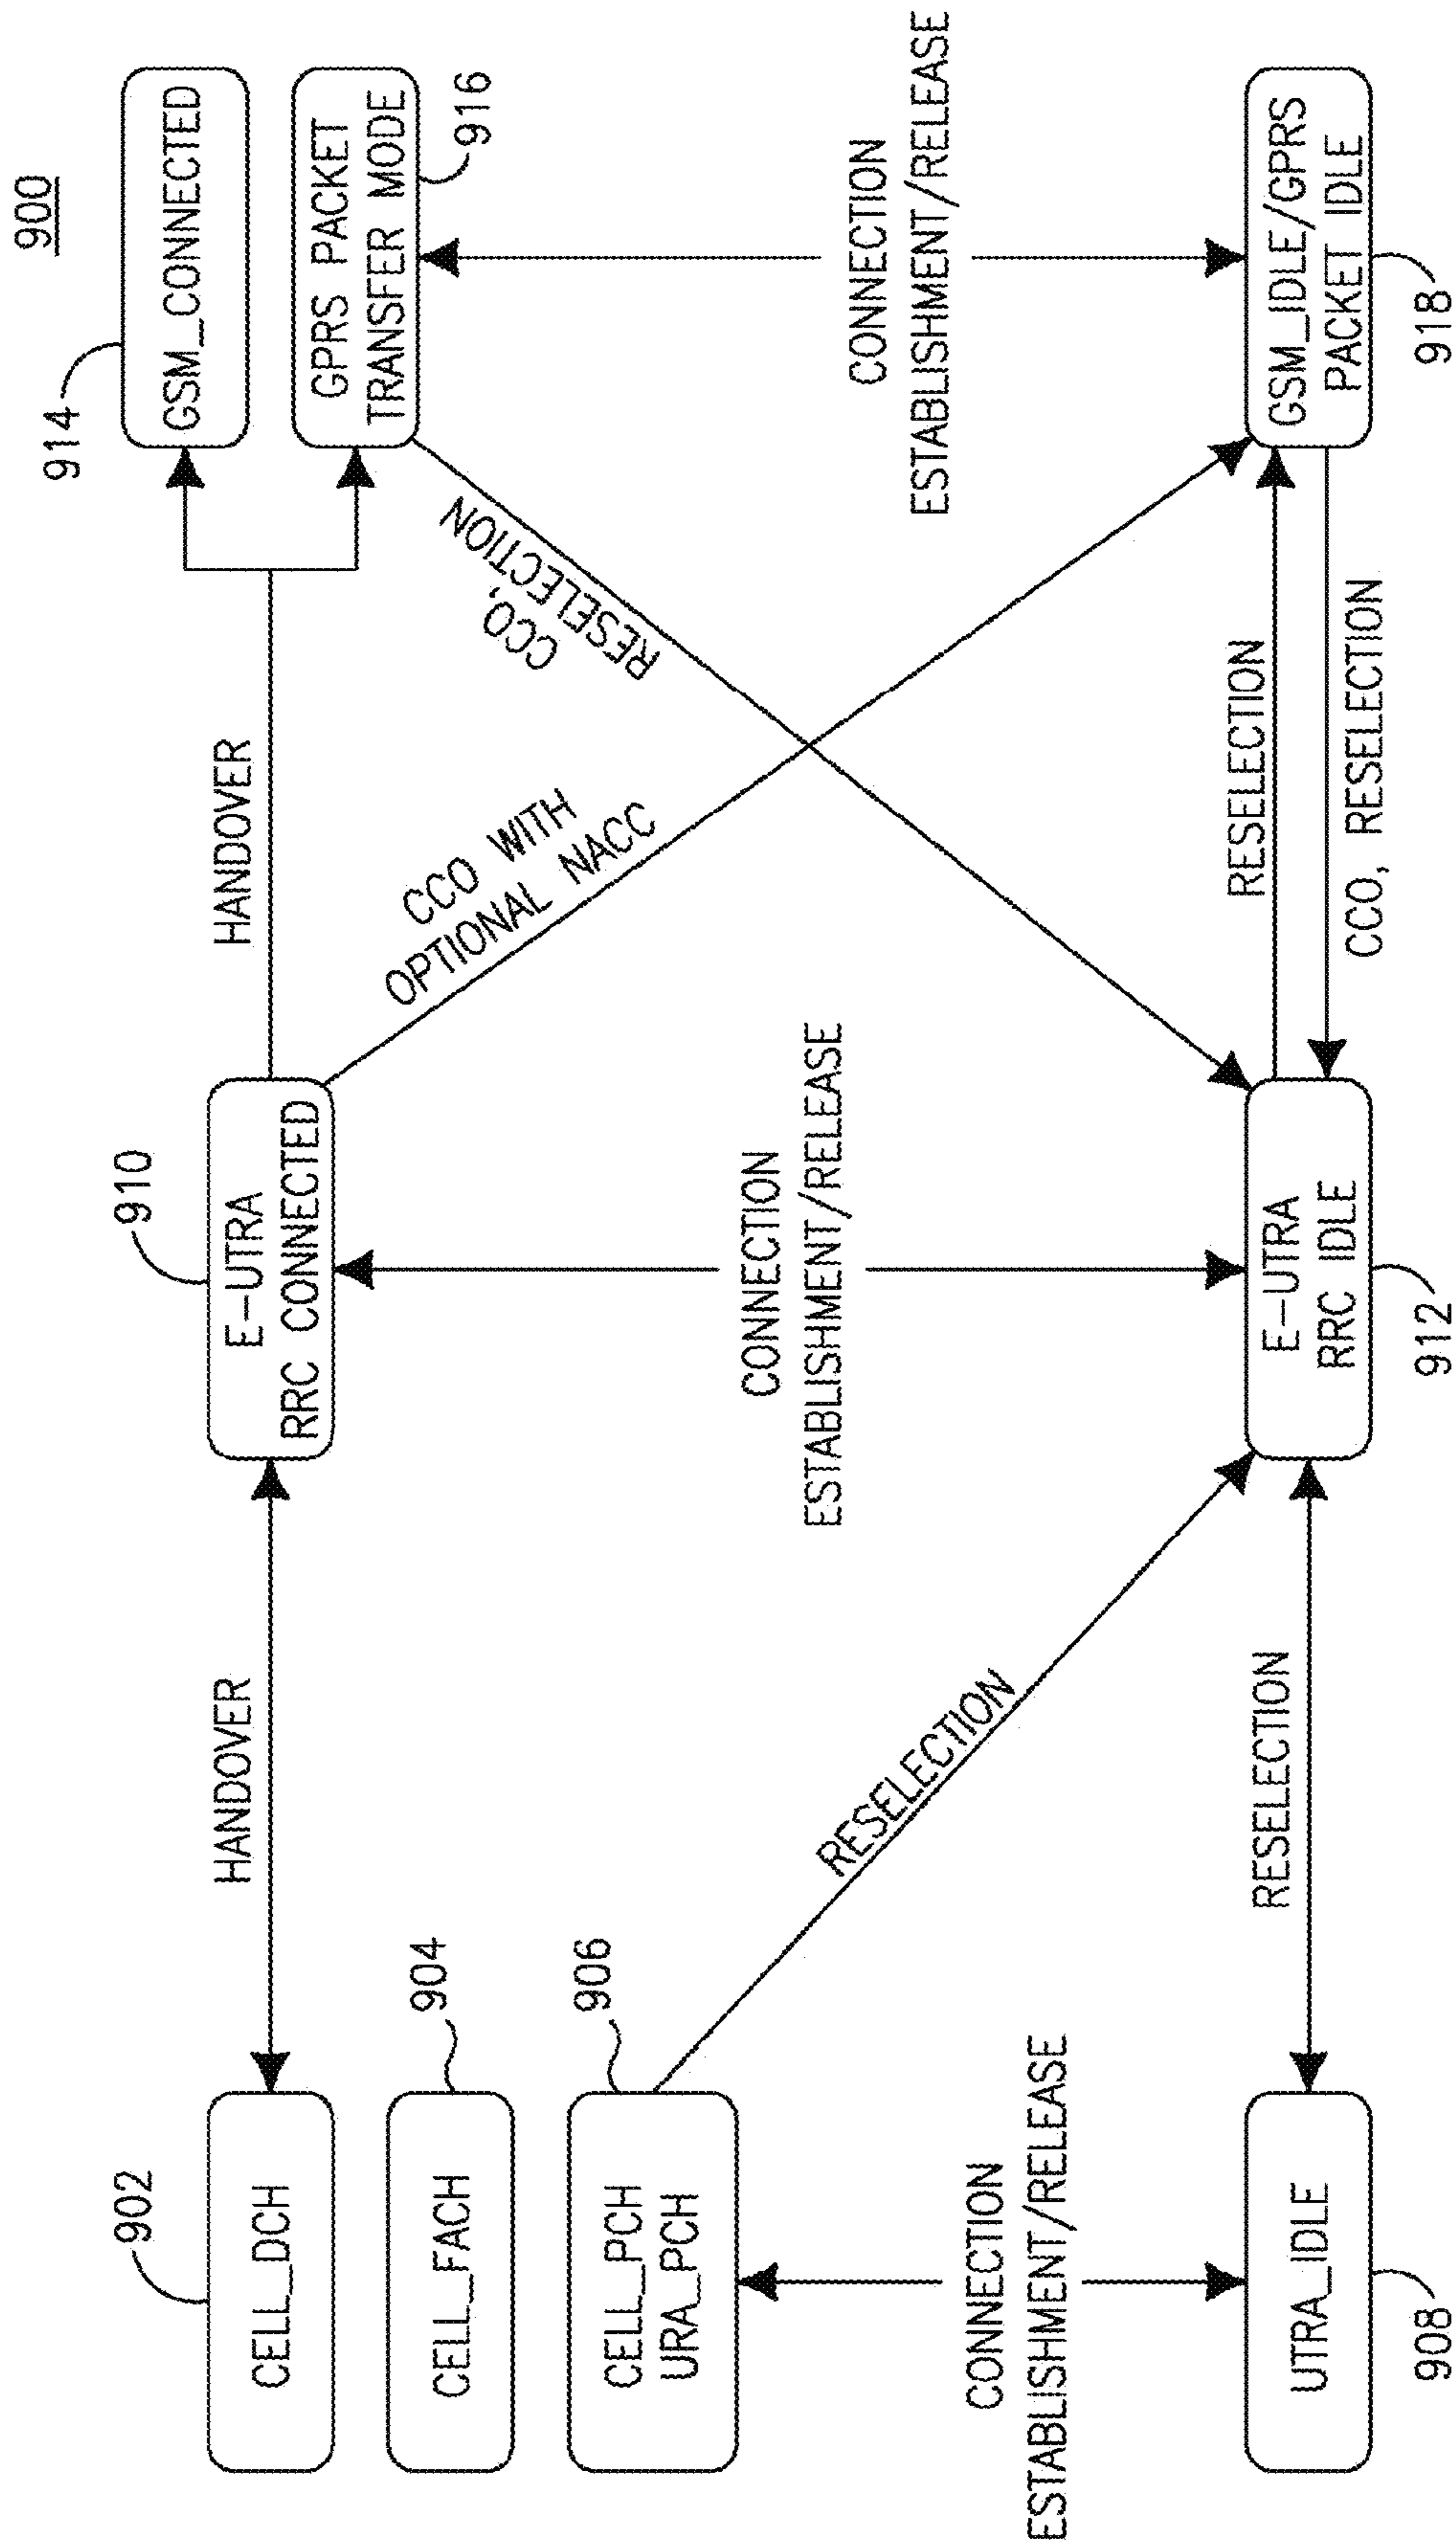 900
902
CELL_DCH
904
CELL_FACH
906
CELL_PCH
URA_PCH
CONNECTION
ESTABLISHMENT/RELEASE
UTRA_IDLE
908
HANDOVER
RESELECTION
RESELECTION
910
E-UTRA
RRC CONNECTED
CONNECTION
ESTABLISHMENT/RELEASE
E-UTRA
RRC IDLE
912
HANDOVER
CCO WITH
OPTIONAL NACC
CCO,
RESELECTION
RESELECTION
CCO, RESELECTION
914
GSM_CONNECTED
GPRS PACKET
TRANSFER MODE
916
CONNECTION
ESTABLISHMENT/RELEASE
GSM_IDLE/GPRS
PACKET IDLE
918